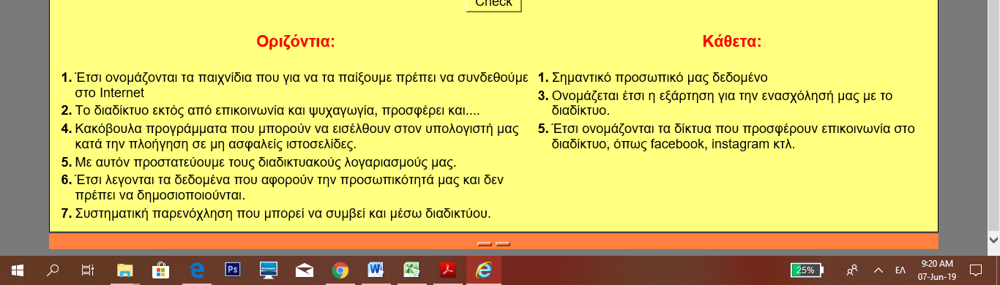 Check
Οριζόντια:
1. Έτσι ονομάζονται τα παιχνίδια που για να τα παίξουμε πρέπει να συνδεθούμε
στο Internet
2. Το διαδίκτυο εκτός από επικοινωνία και ψυχαγωγία, προσφέρει και....
4. Κακόβουλα προγράμματα που μπορούν να εισέλθουν στον υπολογιστή μας
κατά την πλοήγηση σε μη ασφαλείς ιστοσελίδες.
5. Με αυτόν προστατεύουμε τους διαδικτυακούς λογαριασμούς μας.
6. Έτσι λεγονται τα δεδομένα που αφορούν την προσωπικότητά μας και δεν
πρέπει να δημοσιοποιούνται.
7. Συστηματική παρενόχληση που μπορεί να συμβεί και μέσω διαδικτύου.
Κάθετα:
1. Σημαντικό προσωπικό μας δεδομένο
3. Ονομάζεται έτσι η εξάρτηση για την ενασχόλησή μας με το
διαδίκτυο.
5. Έτσι ονομάζονται τα δίκτυα που προσφέρουν επικοινωνία στο
διαδίκτυο, όπως facebook, instagram κτλ.
Ps
25%
ΕΛ
9:20 AM
07-Jun-19